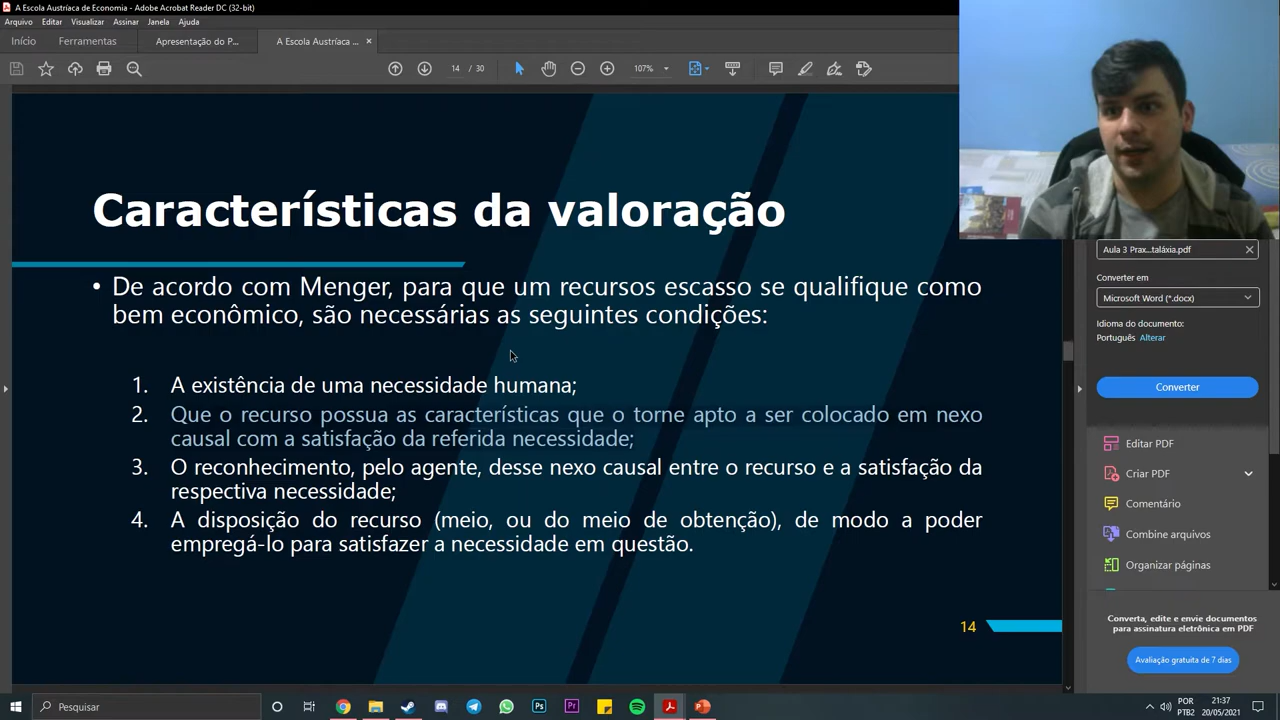 A Escola Austríaca de Economia - Adobe Acrobat Reader DC (32-bit)
Arquivo Editar Visualizar Assinar Janela Ajuda
Início Ferramentas Apresentação do P... A Escola Austríaca ... ×
14 / 30 107%
Características da valoração
• De acordo com Menger, para que um recursos escasso se qualifique como
bem econômico, são necessárias as seguintes condições:
1. A existência de uma necessidade humana;
2. Que o recurso possua as características que o torne apto a ser colocado em nexo
causal com a satisfação da referida necessidade;
3. O reconhecimento, pelo agente, desse nexo causal entre o recurso e a satisfação da
respectiva necessidade;
4. A disposição do recurso (meio, ou do meio de obtenção), de modo a poder
empregá-lo para satisfazer a necessidade em questão.
14
Aula 3 Prax...taláxia.pdf
Converter em
Microsoft Word (*.docx)
Idioma do documento:
Português Alterar
Converter
Editar PDF
Criar PDF
Comentário
Combine arquivos
Organizar páginas
Converta, edite e envie documentos
para assinatura eletrônica em PDF
Avaliação gratuita de 7 dias
Pesquisar
Ps
Pr
POR
PTB2
21:37
20/05/2021